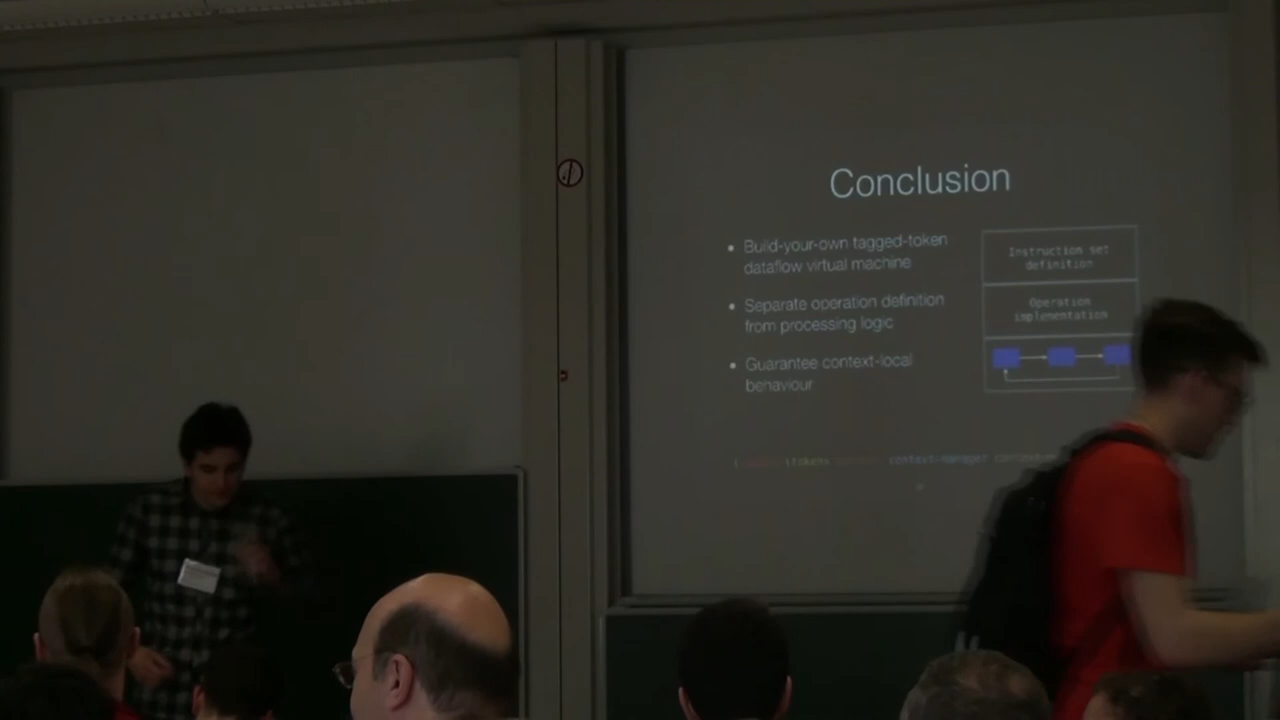 Conclusion
• Build-your-own tagged-token
dataflow virtual machine
• Separate operation definition
from processing logic
• Guarantee context-local
behaviour
Instruction set
definition
Operation
implementation
(tokens context-manager